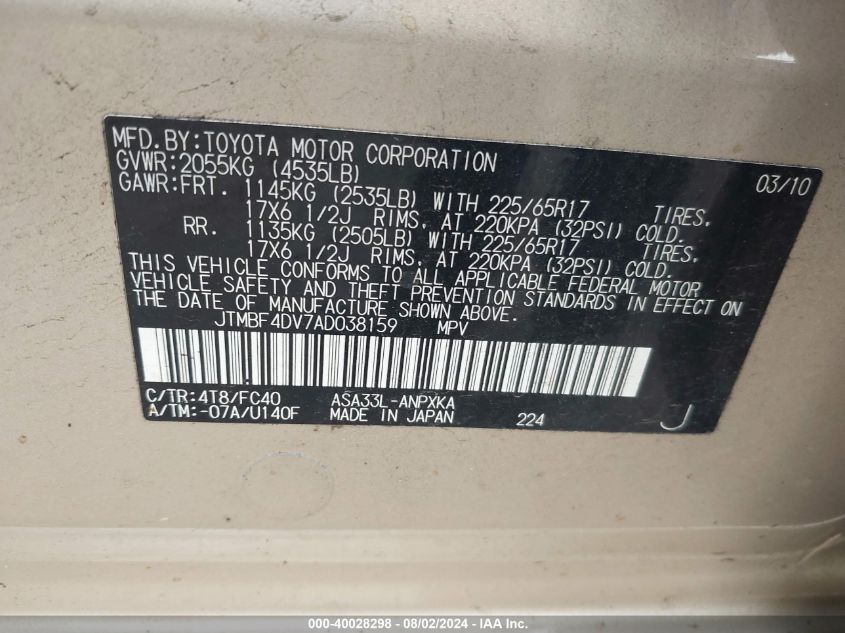 MFD.BY:TOYOTA MOTOR CORPORATION 03/10
GVWR:2055KG (4535LB)
GAWR:FRT. 1145KG (2535LB) WITH 225/65R17 TIRES,
17X6 1/2J RIMS, AT 220KPA (32PSI) COLD.
RR. 1135KG (2505LB) WITH 225/65R17 TIRES,
17X6 1/2J RIMS, AT 220KPA (32PSI) COLD.
THIS VEHICLE CONFORMS TO ALL APPLICABLE FEDERAL MOTOR
VEHICLE SAFETY AND THEFT PREVENTION STANDARDS IN EFFECT ON
THE DATE OF MANUFACTURE SHOWN ABOVE.
JTMBF4DV7AD038159 MPV
C/TR:4T8/FC40 ASA33L-ANPXKA
A/TM:-07A/U140F MADE IN JAPAN 224 J
000-40028298 - 08/02/2024 - IAA Inc.